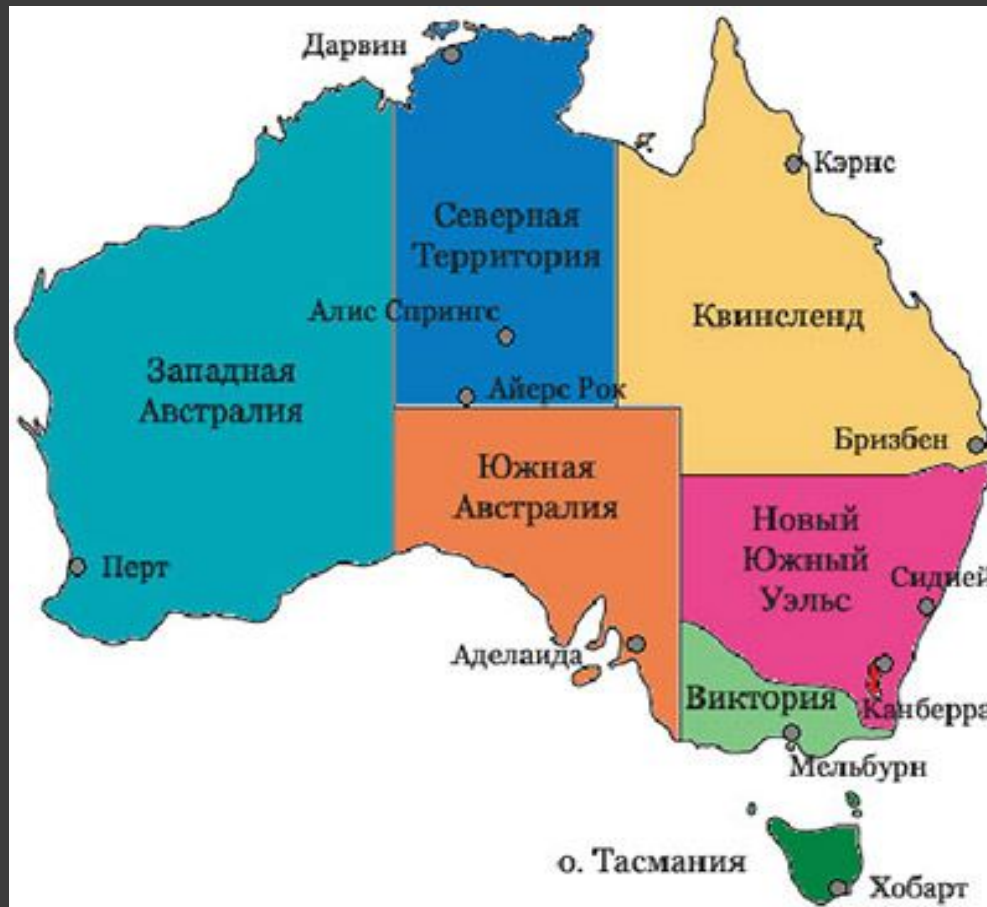 Дарвин
Кэрнс
Северная
Территория
Алис Спрингс
Квинсленд
Западная
Австралия
Айерс Рок
Бризбен
Южная
Австралия
Новый
Южный
Уэльс
Перт
Сидней
Аделаида
Виктория
Канберра
Мельбурн
о. Тасмания
Хобарт